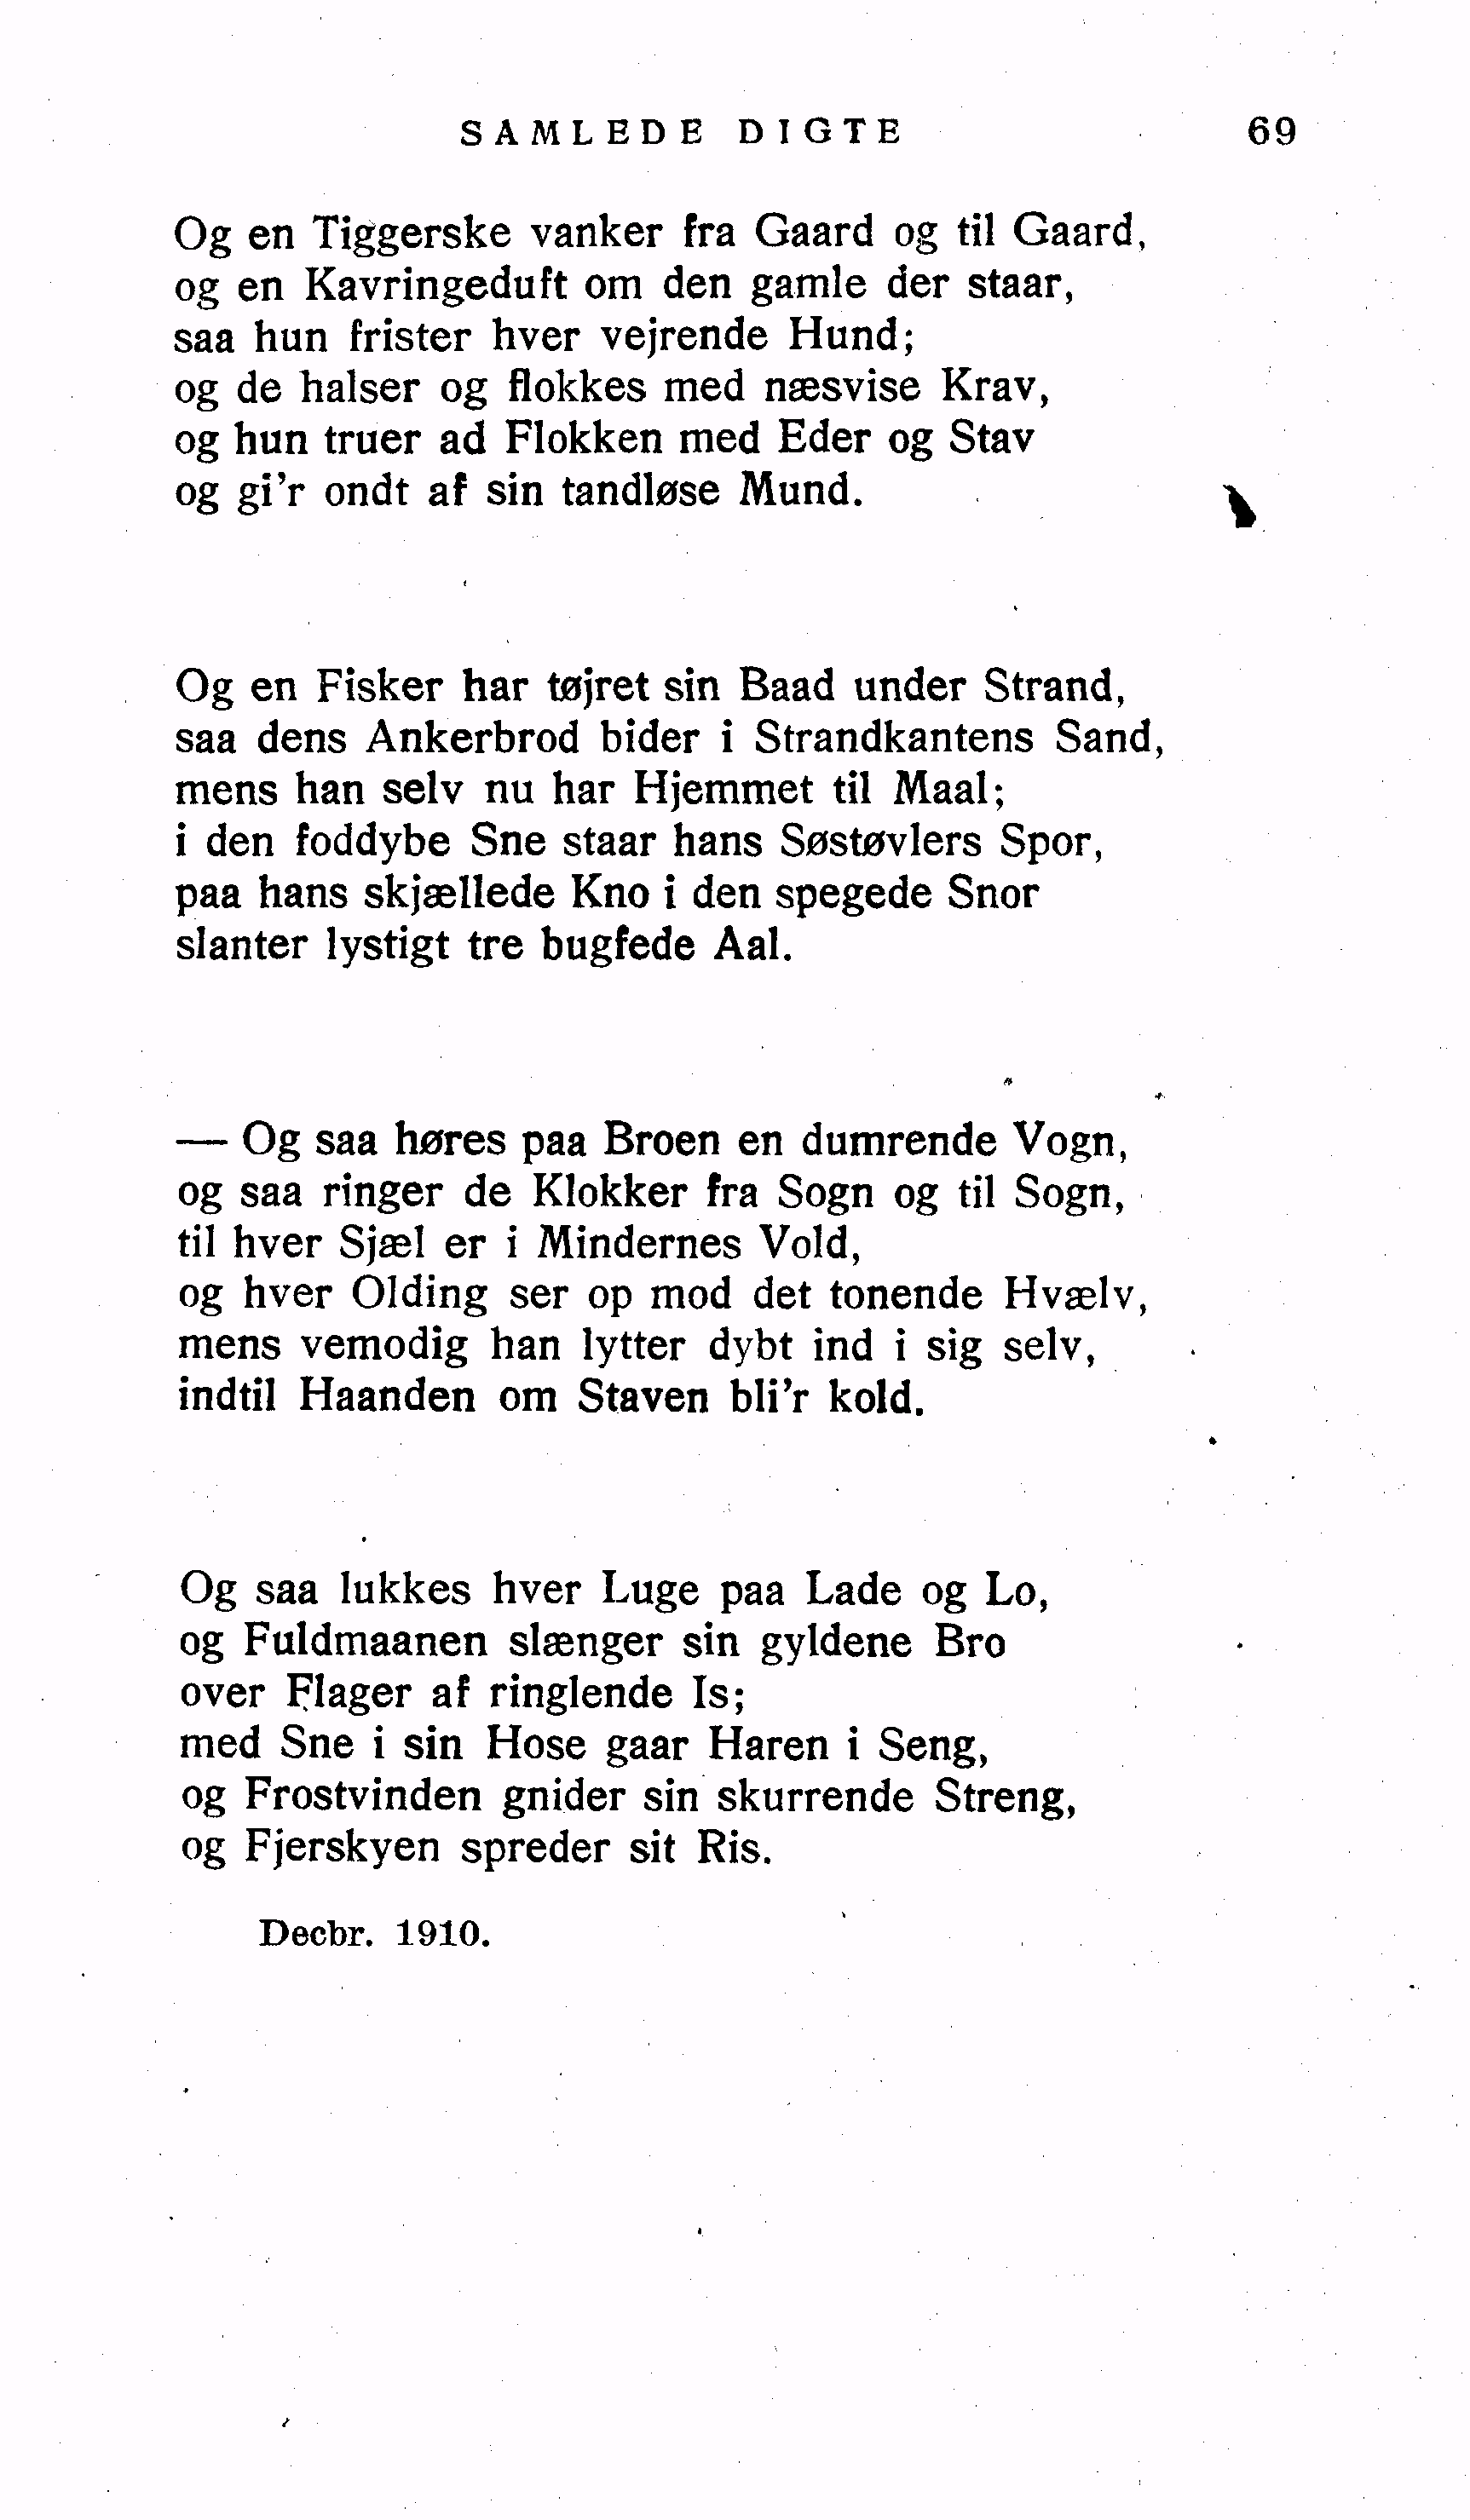 SAMLEDE DIGTE 69
Og en Tiggerske vanker fra Gaard og til Gaard,
og en Kavringeduft om den gamle der staar,
saa hun frister hver vejrende Hund;
og de halser og flokkes med næsvise Krav,
og hun truer ad Flokken med Eder og Stav
og gi'r ondt af sin tandløse Mund.
Og en Fisker har tøjret sin Baad under Strand,
saa dens Ankerbrod bider i Strandkantens Sand,
mens han selv nu har Hjemmet til Maal;
i den foddybe Sne staar hans Søstøvlers Spor,
paa hans skjællede Kno i den spegede Snor
slanter lystigt tre bugfede Aal.
— Og saa høres paa Broen en dumrende Vogn,
og saa ringer de Klokker fra Sogn og til Sogn,
til hver Sjæl er i Mindernes Vold,
og hver Olding ser op mod det tonende Hvælv,
mens vemodig han lytter dybt ind i sig selv,
indtil Haanden om Staven bli'r kold.
Og saa lukkes hver Luge paa Lade og Lo,
og Fuldmaanen slænger sin gyldene Bro
over Flager af ringlende Is;
med Sne i sin Hose gaar Haren i Seng,
og Frostvinden gnider sin skurrende Streng,
og Fjerskyen spreder sit Ris.
Decbr. 1910.